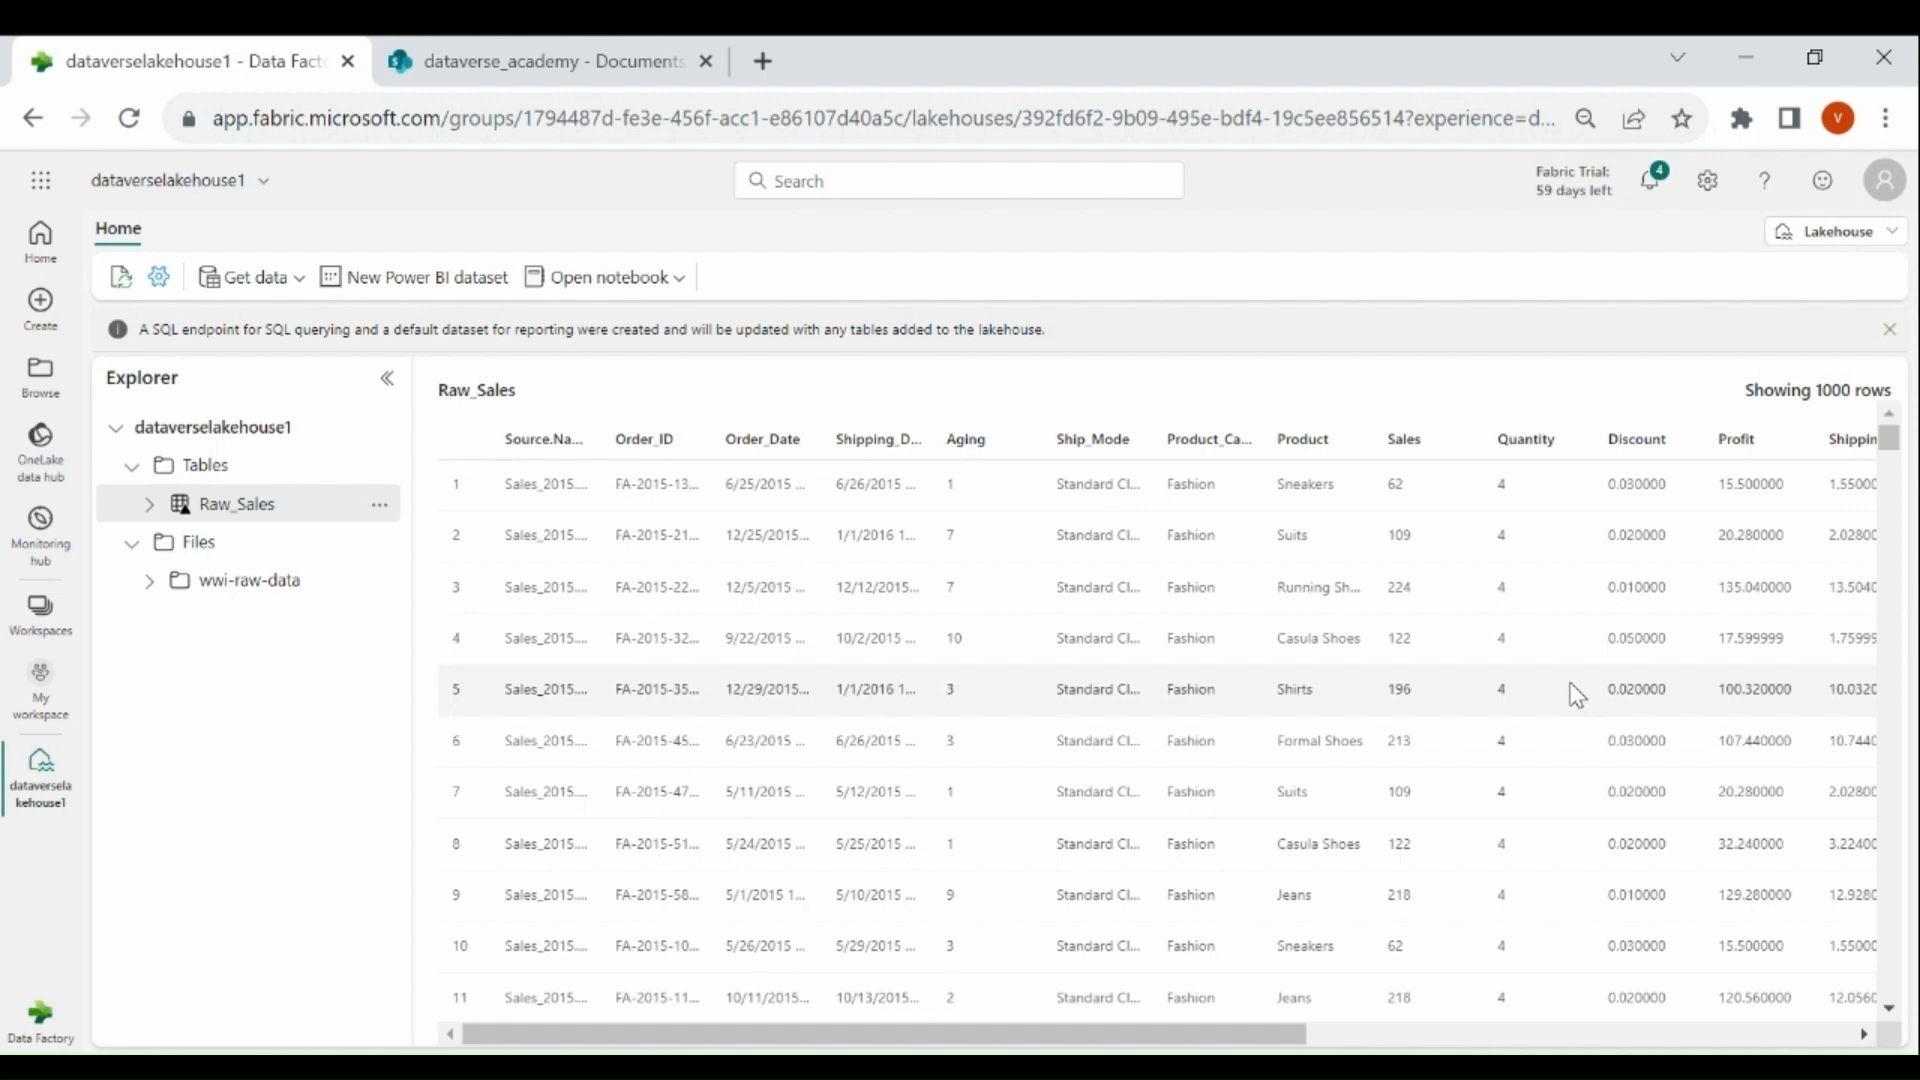 dataverselakehouse1 - Data Fact
dataverse_academy - Documents
app.fabric.microsoft.com/groups/1794487d-fe3e-456f-acc1-e86107d40a5c/lakehouses/392fd6f2-9b09-495e-bdf4-19c5ee856514?experience=d...
V
dataverselakehouse1
Search
Fabric Trial:
59 days left
4
Home
Lakehouse
Get data
New Power BI dataset
Open notebook
A SQL endpoint for SQL querying and a default dataset for reporting were created and will be updated with any tables added to the lakehouse.
Home
Create
Browse
OneLake
data hub
Monitoring
hub
Workspaces
My
workspace
dataversela
kehouse1
Data Factory
Explorer
dataverselakehouse1
Tables
Raw_Sales
Files
wwi-raw-data
Raw_Sales
Showing 1000 rows
Source.Na... Order_ID Order_Date Shipping_D... Aging Ship_Mode Product_Ca... Product Sales Quantity Discount Profit Shippin
1 Sales_2015.... FA-2015-13... 6/25/2015 ... 6/26/2015 ... 1 Standard Cl... Fashion Sneakers 62 4 0.030000 15.500000 1.5500
2 Sales_2015.... FA-2015-21... 12/25/2015... 1/1/2016 1... 7 Standard Cl... Fashion Suits 109 4 0.020000 20.280000 2.0280
3 Sales_2015.... FA-2015-22... 12/5/2015 ... 12/12/2015... 7 Standard Cl... Fashion Running Sh... 224 4 0.010000 135.040000 13.504
4 Sales_2015.... FA-2015-32... 9/22/2015 ... 10/2/2015 ... 10 Standard Cl... Fashion Casula Shoes 122 4 0.050000 17.599999 1.7599
5 Sales_2015.... FA-2015-35... 12/29/2015... 1/1/2016 1... 3 Standard Cl... Fashion Shirts 196 4 0.020000 100.320000 10.032
6 Sales_2015.... FA-2015-45... 6/23/2015 ... 6/26/2015 ... 3 Standard Cl... Fashion Formal Shoes 213 4 0.030000 107.440000 10.744
7 Sales_2015.... FA-2015-47... 5/11/2015 ... 5/12/2015 ... 1 Standard Cl... Fashion Suits 109 4 0.020000 20.280000 2.0280
8 Sales_2015.... FA-2015-51... 5/24/2015 ... 5/25/2015 ... 1 Standard Cl... Fashion Casula Shoes 122 4 0.020000 32.240000 3.2240
9 Sales_2015.... FA-2015-58... 5/1/2015 1... 5/10/2015 ... 9 Standard Cl... Fashion Jeans 218 4 0.010000 129.280000 12.928
10 Sales_2015.... FA-2015-10... 5/26/2015 ... 5/29/2015 ... 3 Standard Cl... Fashion Sneakers 62 4 0.030000 15.500000 1.5500
11 Sales_2015.... FA-2015-11... 10/11/2015... 10/13/2015... 2 Standard Cl... Fashion Jeans 218 4 0.020000 120.560000 12.056